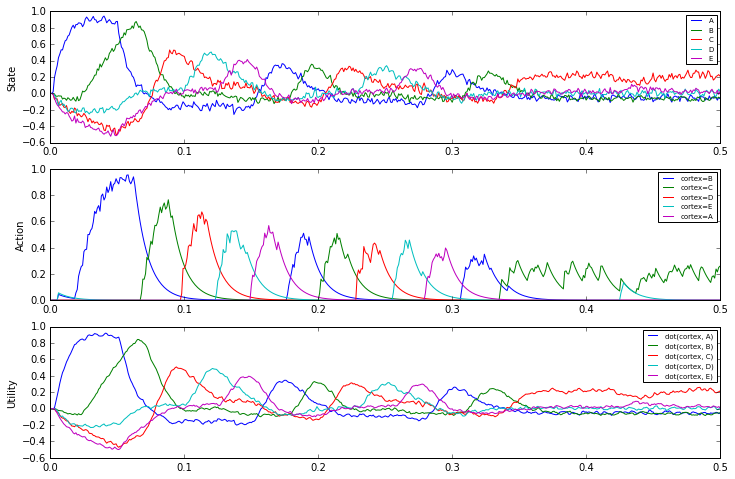 1.0
0.8
0.6
0.4
0.2
0.0
−0.2
−0.4
−0.6
State
A
B
C
D
E
0.0 0.1 0.2 0.3 0.4 0.5
1.0
0.8
0.6
0.4
0.2
0.0
Action
cortex=B
cortex=C
cortex=D
cortex=E
cortex=A
0.0 0.1 0.2 0.3 0.4 0.5
1.0
0.8
0.6
0.4
0.2
0.0
−0.2
−0.4
−0.6
Utility
dot(cortex, A)
dot(cortex, B)
dot(cortex, C)
dot(cortex, D)
dot(cortex, E)
0.0 0.1 0.2 0.3 0.4 0.5